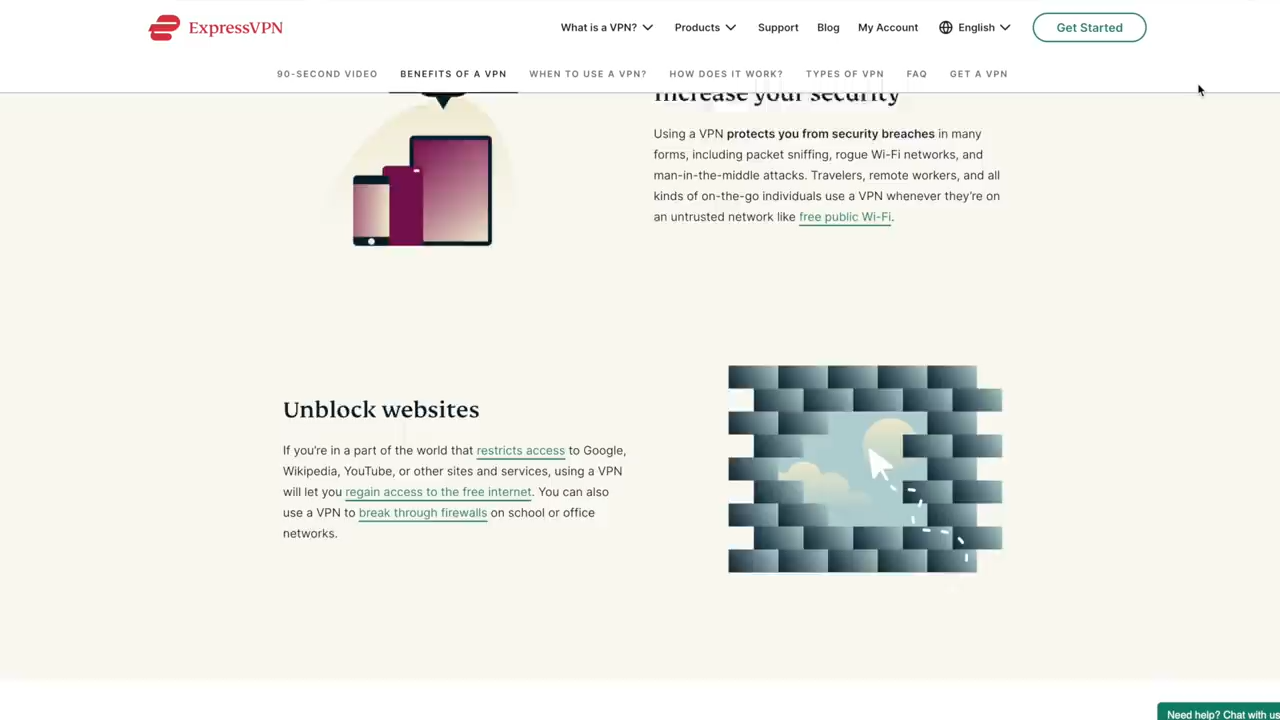 ExpressVPN
What is a VPN?
Products
Support
Blog
My Account
English
Get Started
90-SECOND VIDEO
BENEFITS OF A VPN
WHEN TO USE A VPN?
HOW DOES IT WORK?
TYPES OF VPN
FAQ
GET A VPN
Increase your security
Using a VPN protects you from security breaches in many
forms, including packet sniffing, rogue Wi-Fi networks, and
man-in-the-middle attacks. Travelers, remote workers, and all
kinds of on-the-go individuals use a VPN whenever they’re on
an untrusted network like free public Wi-Fi.
Unblock websites
If you’re in a part of the world that restricts access to Google,
Wikipedia, YouTube, or other sites and services, using a VPN
will let you regain access to the free internet. You can also
use a VPN to break through firewalls on school or office
networks.
Need help? Chat with us